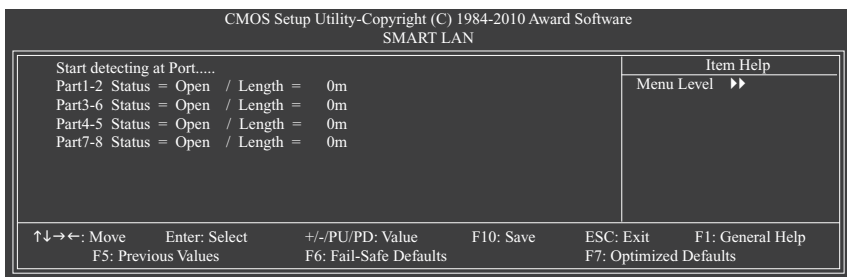 CMOS Setup Utility-Copyright (C) 1984-2010 Award Software
SMART LAN
Start detecting at Port.....
Part1-2 Status = Open / Length = 0m
Part3-6 Status = Open / Length = 0m
Part4-5 Status = Open / Length = 0m
Part7-8 Status = Open / Length = 0m
Item Help
Menu Level ▶▶
↑↓→←: Move Enter: Select +/-/PU/PD: Value F10: Save ESC: Exit F1: General Help
F5: Previous Values F6: Fail-Safe Defaults F7: Optimized Defaults